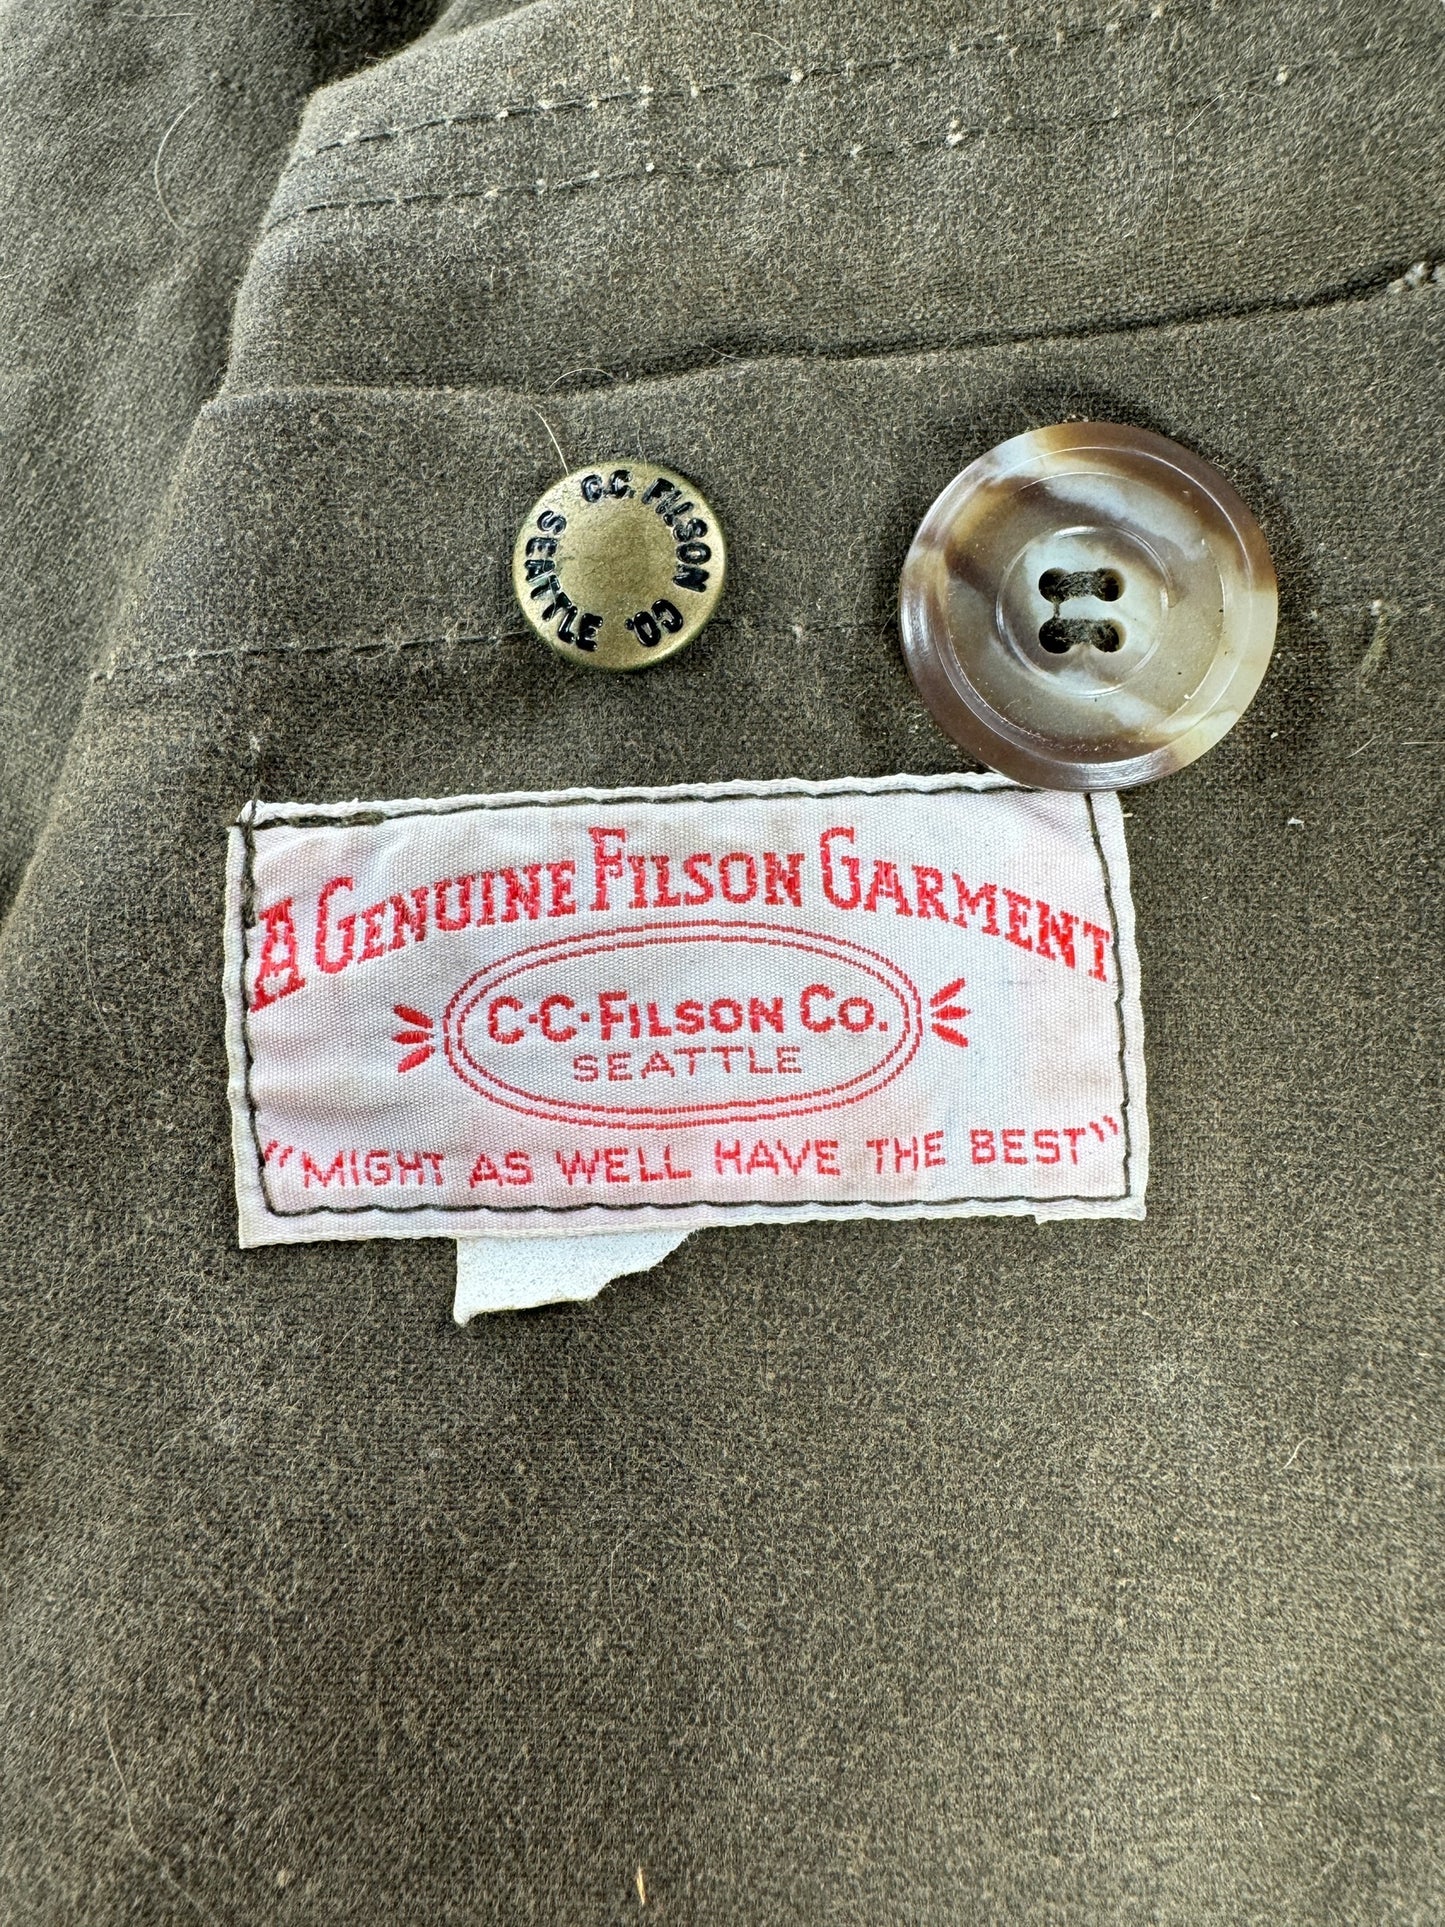 C.C. FILSON CO. SEATTLE
A GENUINE FILSON GARMENT
C·C·FILSON CO.
SEATTLE
"MIGHT AS WELL HAVE THE BEST"